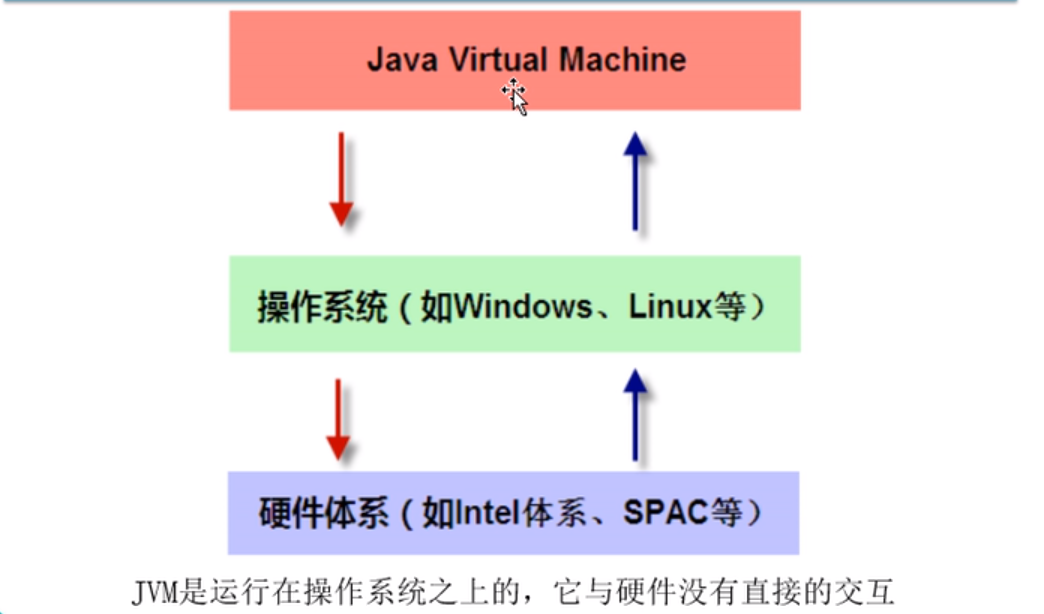 Java Virtual Machine
操作系统（如Windows、Linux等）
硬件体系（如Intel体系、SPAC等）
JVM是运行在操作系统之上的，它与硬件没有直接的交互